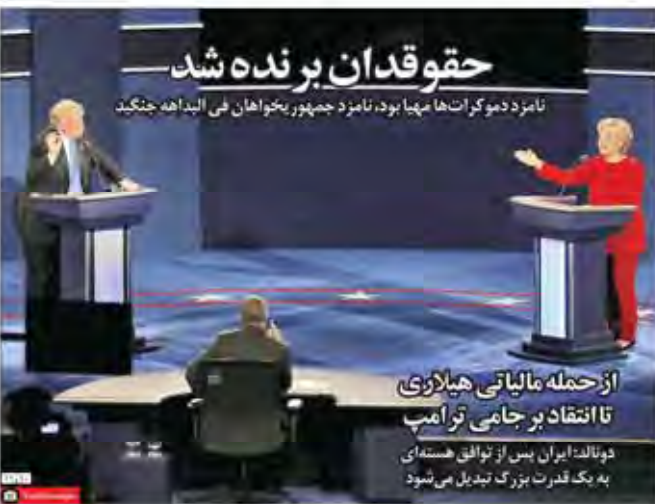 حقوقدان برنده شد
نامزد دموکرات‌ها مهیا بود، نامزد جمهوریخواهان فی البداهه جنگید
از حمله مالیاتی هیلاری
تا انتقاد برجامی ترامپ
دونالد: ایران پس از توافق هسته‌ای
به یک قدرت بزرگ تبدیل می‌شود